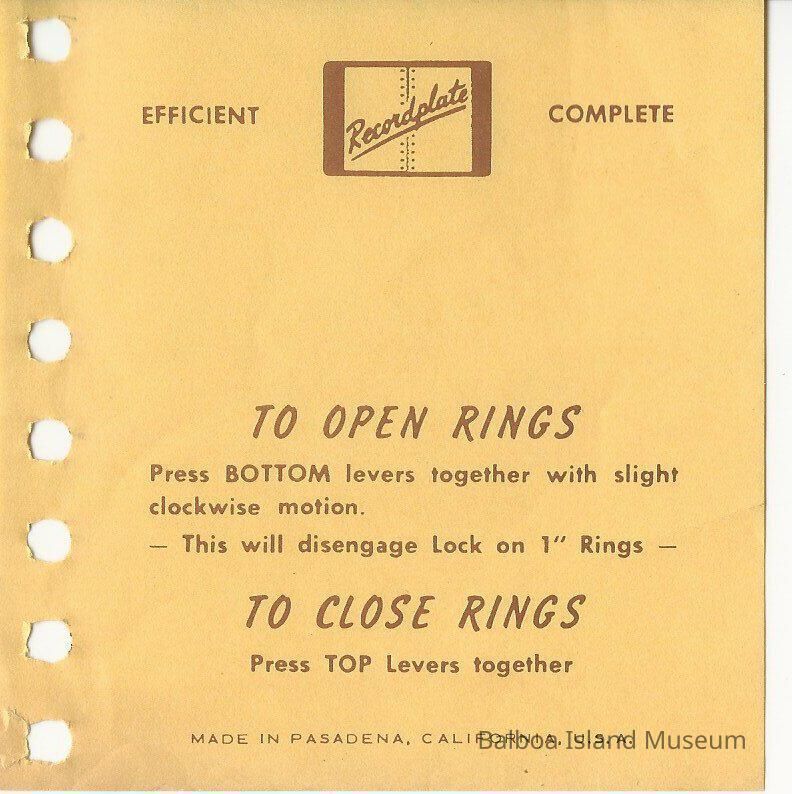 EFFICIENT
Recordplate
COMPLETE
TO OPEN RINGS
Press BOTTOM levers together with slight
clockwise motion.
— This will disengage Lock on 1" Rings —
TO CLOSE RINGS
Press TOP Levers together
MADE IN PASADENA, CALIFORNIA, U.S.A.
Balboa Island Museum